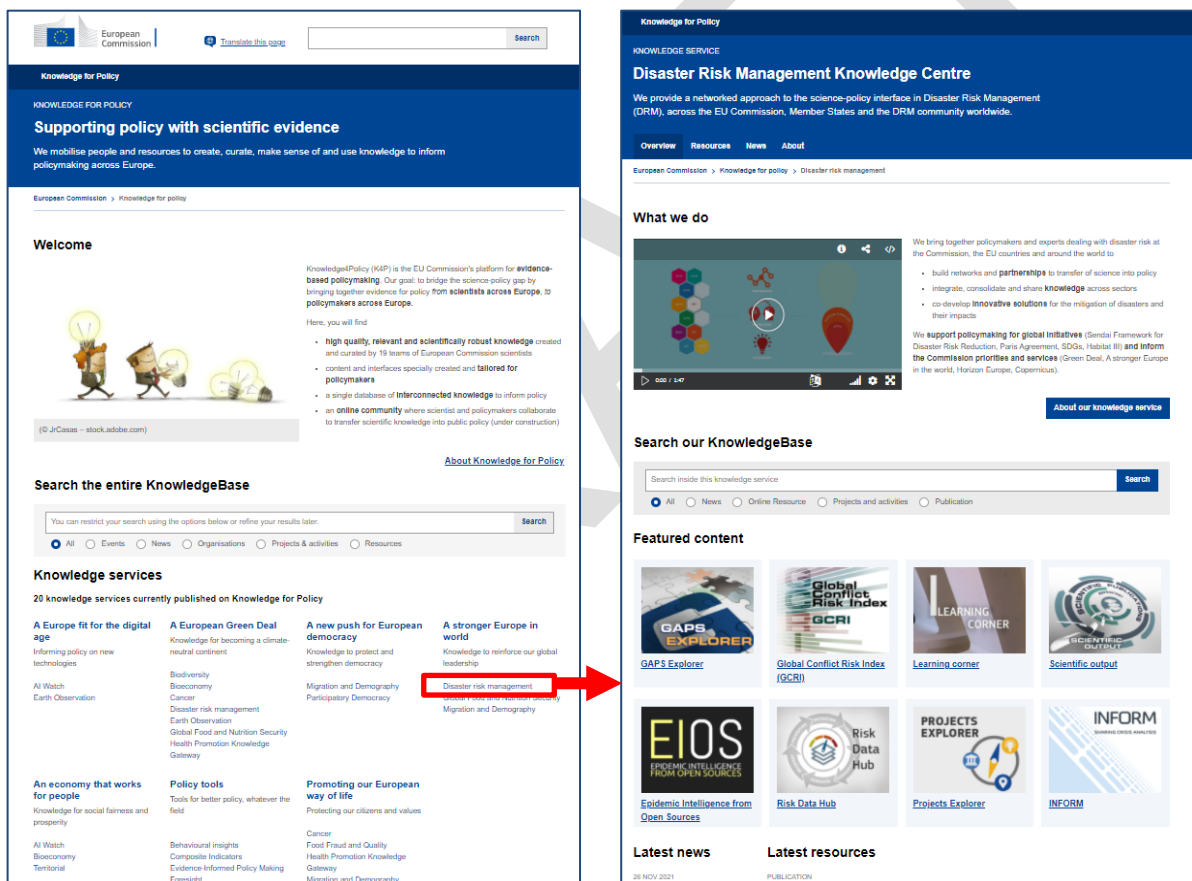 European
Commission
Translate this page
Search
Knowledge for Policy
KNOWLEDGE FOR POLICY
Supporting policy with scientific evidence
We mobilise people and resources to create, curate, make sense of and use knowledge to inform
policymaking across Europe.
European Commission > Knowledge for policy
Welcome
(© JrCasas – stock.adobe.com)
Knowledge4Policy (K4P) is the EU Commission's platform for evidence-
based policymaking. Our goal: to bridge the science-policy gap by
bringing together evidence for policy from scientists across Europe, to
policymakers across Europe.
Here, you will find
• high quality, relevant and scientifically robust knowledge created
and curated by 19 teams of European Commission scientists
• content and interfaces specially created and tailored for
policymakers
• a single database of interconnected knowledge to inform policy
• an online community where scientist and policymakers collaborate
to transfer scientific knowledge into public policy (under construction)
About Knowledge for Policy
Search the entire KnowledgeBase
You can restrict your search using the options below or refine your results later.
Search
All Events News Organisations Projects & activities Resources
Knowledge services
20 knowledge services currently published on Knowledge for Policy
A Europe fit for the digital
age
Informing policy on new
technologies
AI Watch
Earth Observation
A European Green Deal
Knowledge for becoming a climate-
neutral continent
Biodiversity
Bioeconomy
Cancer
Disaster risk management
Earth Observation
Global Food and Nutrition Security
Health Promotion Knowledge
Gateway
A new push for European
democracy
Knowledge to protect and
strengthen democracy
Migration and Demography
Participatory Democracy
A stronger Europe in
world
Knowledge to reinforce our global
leadership
Disaster risk management
Global Food and Nutrition Security
Migration and Demography
An economy that works
for people
Knowledge for social fairness and
prosperity
AI Watch
Bioeconomy
Territorial
Policy tools
Tools for better policy, whatever the
field
Behavioural insights
Composite Indicators
Evidence-Informed Policy Making
Foresight
Promoting our European
way of life
Protecting our citizens and values
Cancer
Food Fraud and Quality
Health Promotion Knowledge
Gateway
Migration and Demography
Knowledge for Policy
KNOWLEDGE SERVICE
Disaster Risk Management Knowledge Centre
We provide a networked approach to the science-policy interface in Disaster Risk Management
(DRM), across the EU Commission, Member States and the DRM community worldwide.
Overview Resources News About
European Commission > Knowledge for policy > Disaster risk management
What we do
0:00 / 1:47
We bring together policymakers and experts dealing with disaster risk at
the Commission, the EU countries and around the world to
• build networks and partnerships to transfer of science into policy
• integrate, consolidate and share knowledge across sectors
• co-develop innovative solutions for the mitigation of disasters and
their impacts
We support policymaking for global initiatives (Sendai Framework for
Disaster Risk Reduction, Paris Agreement, SDGs, Habitat III) and inform
the Commission priorities and services (Green Deal, A stronger Europe
in the world, Horizon Europe, Copernicus).
About our knowledge service
Search our KnowledgeBase
Search inside this knowledge service
Search
All News Online Resource Projects and activities Publication
Featured content
GAPS
EXPLORER
GAPS Explorer
Global
Conflict
Risk Index
GCRI
Global Conflict Risk Index
(GCRI)
LEARNING
CORNER
Learning corner
SCIENTIFIC
OUTPUT
Scientific output
EIOS
EPIDEMIC INTELLIGENCE
FROM OPEN SOURCES
Epidemic Intelligence from
Open Sources
Risk
Data
Hub
Risk Data Hub
PROJECTS
EXPLORER
Projects Explorer
INFORM
SHARING CRISIS ANALYSIS
INFORM
Latest news
26 NOV 2021
Latest resources
PUBLICATION